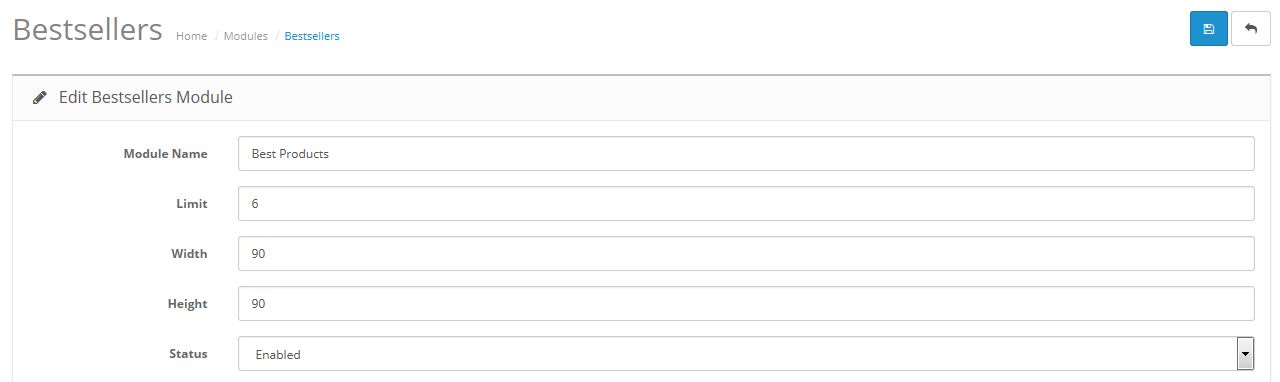 Bestsellers Home / Modules / Bestsellers
Edit Bestsellers Module
Module Name Best Products
Limit 6
Width 90
Height 90
Status Enabled